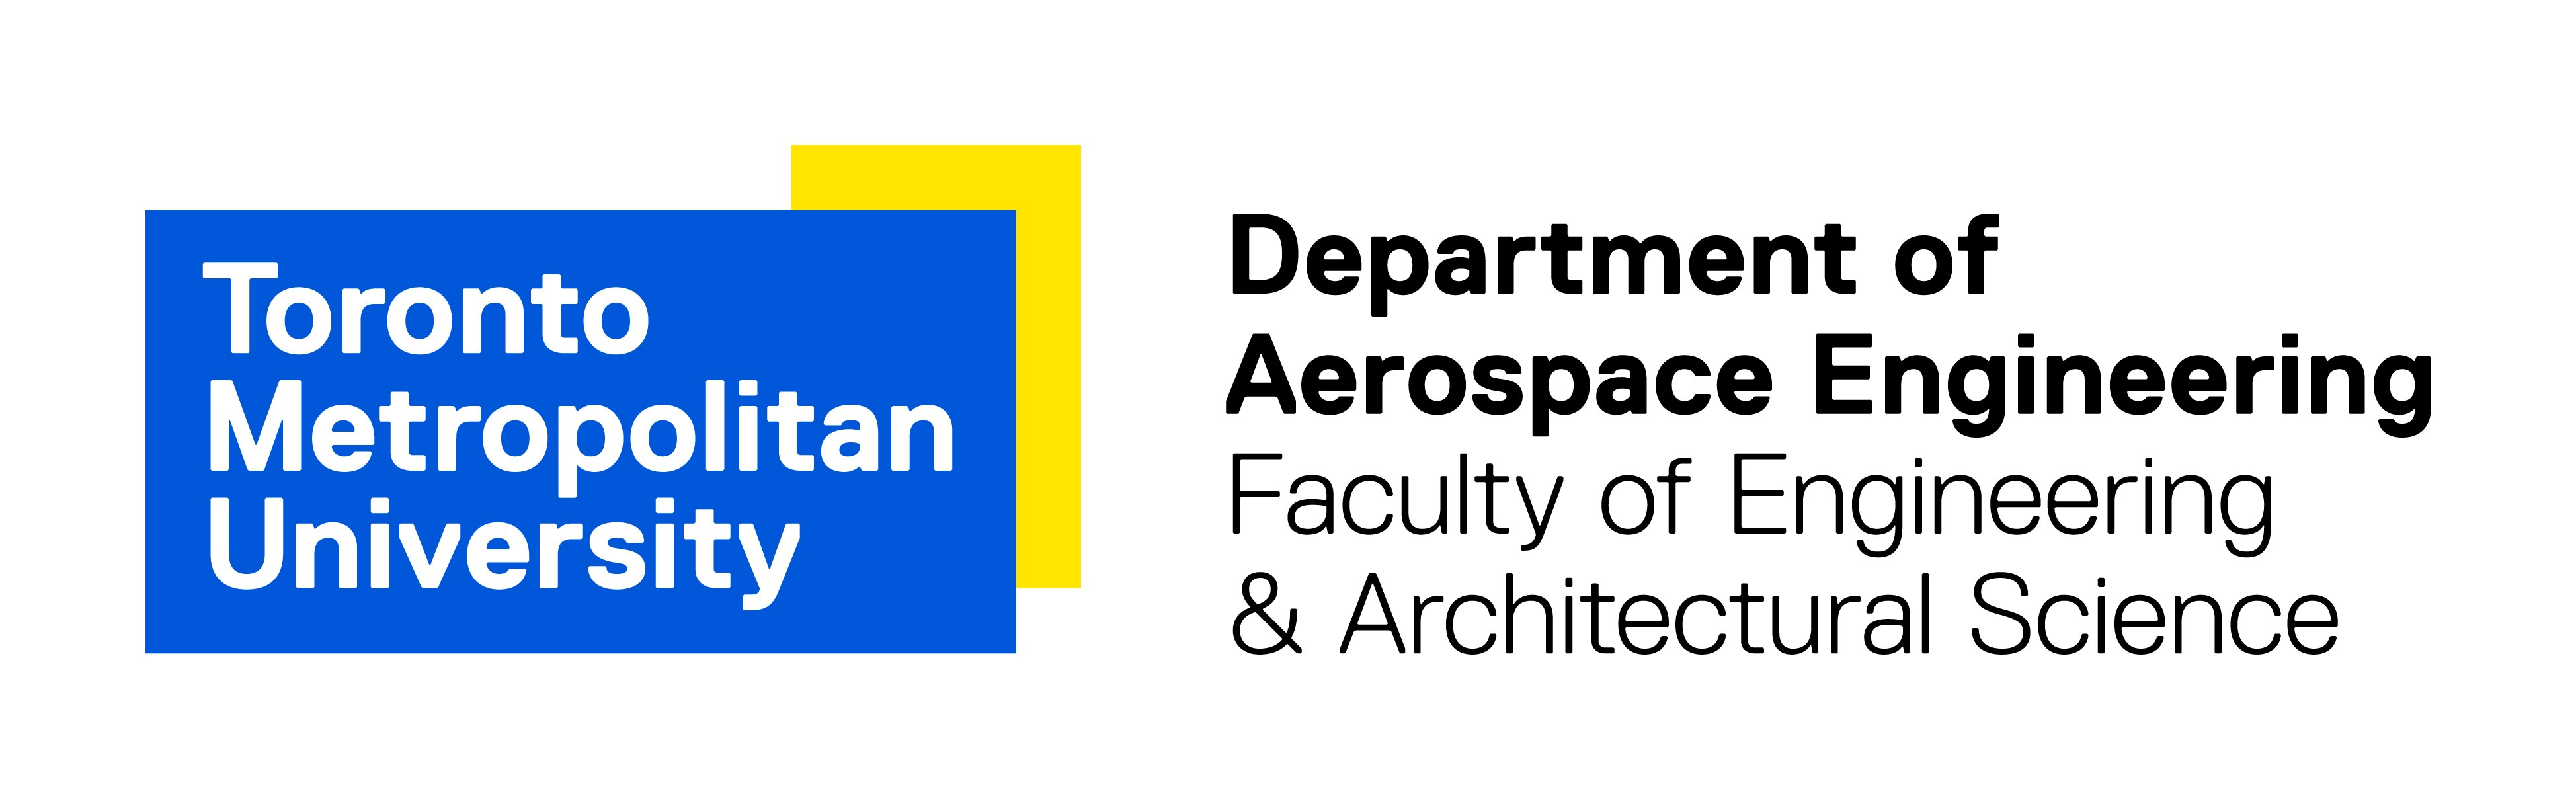 Toronto
Metropolitan
University
Department of
Aerospace Engineering
Faculty of Engineering
& Architectural Science